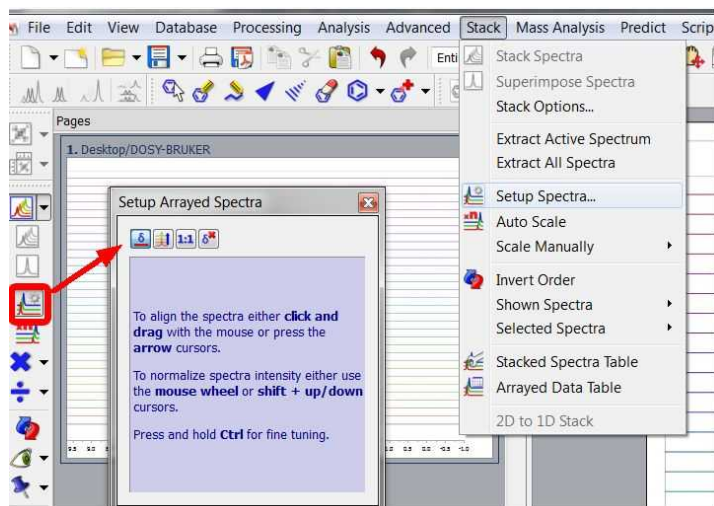 File Edit View Database Processing Analysis Advanced Stack Mass Analysis Predict Scrip
Enti
Pages
1. Desktop/DOSY-BRUKER
Setup Arrayed Spectra
δ 1:1 δ
To align the spectra either click and
drag with the mouse or press the
arrow cursors.
To normalize spectra intensity either use
the mouse wheel or shift + up/down
cursors.
Press and hold Ctrl for fine tuning.
Stack Spectra
Superimpose Spectra
Stack Options...
Extract Active Spectrum
Extract All Spectra
Setup Spectra...
Auto Scale
Scale Manually
Invert Order
Shown Spectra
Selected Spectra
Stacked Spectra Table
Arrayed Data Table
2D to 1D Stack